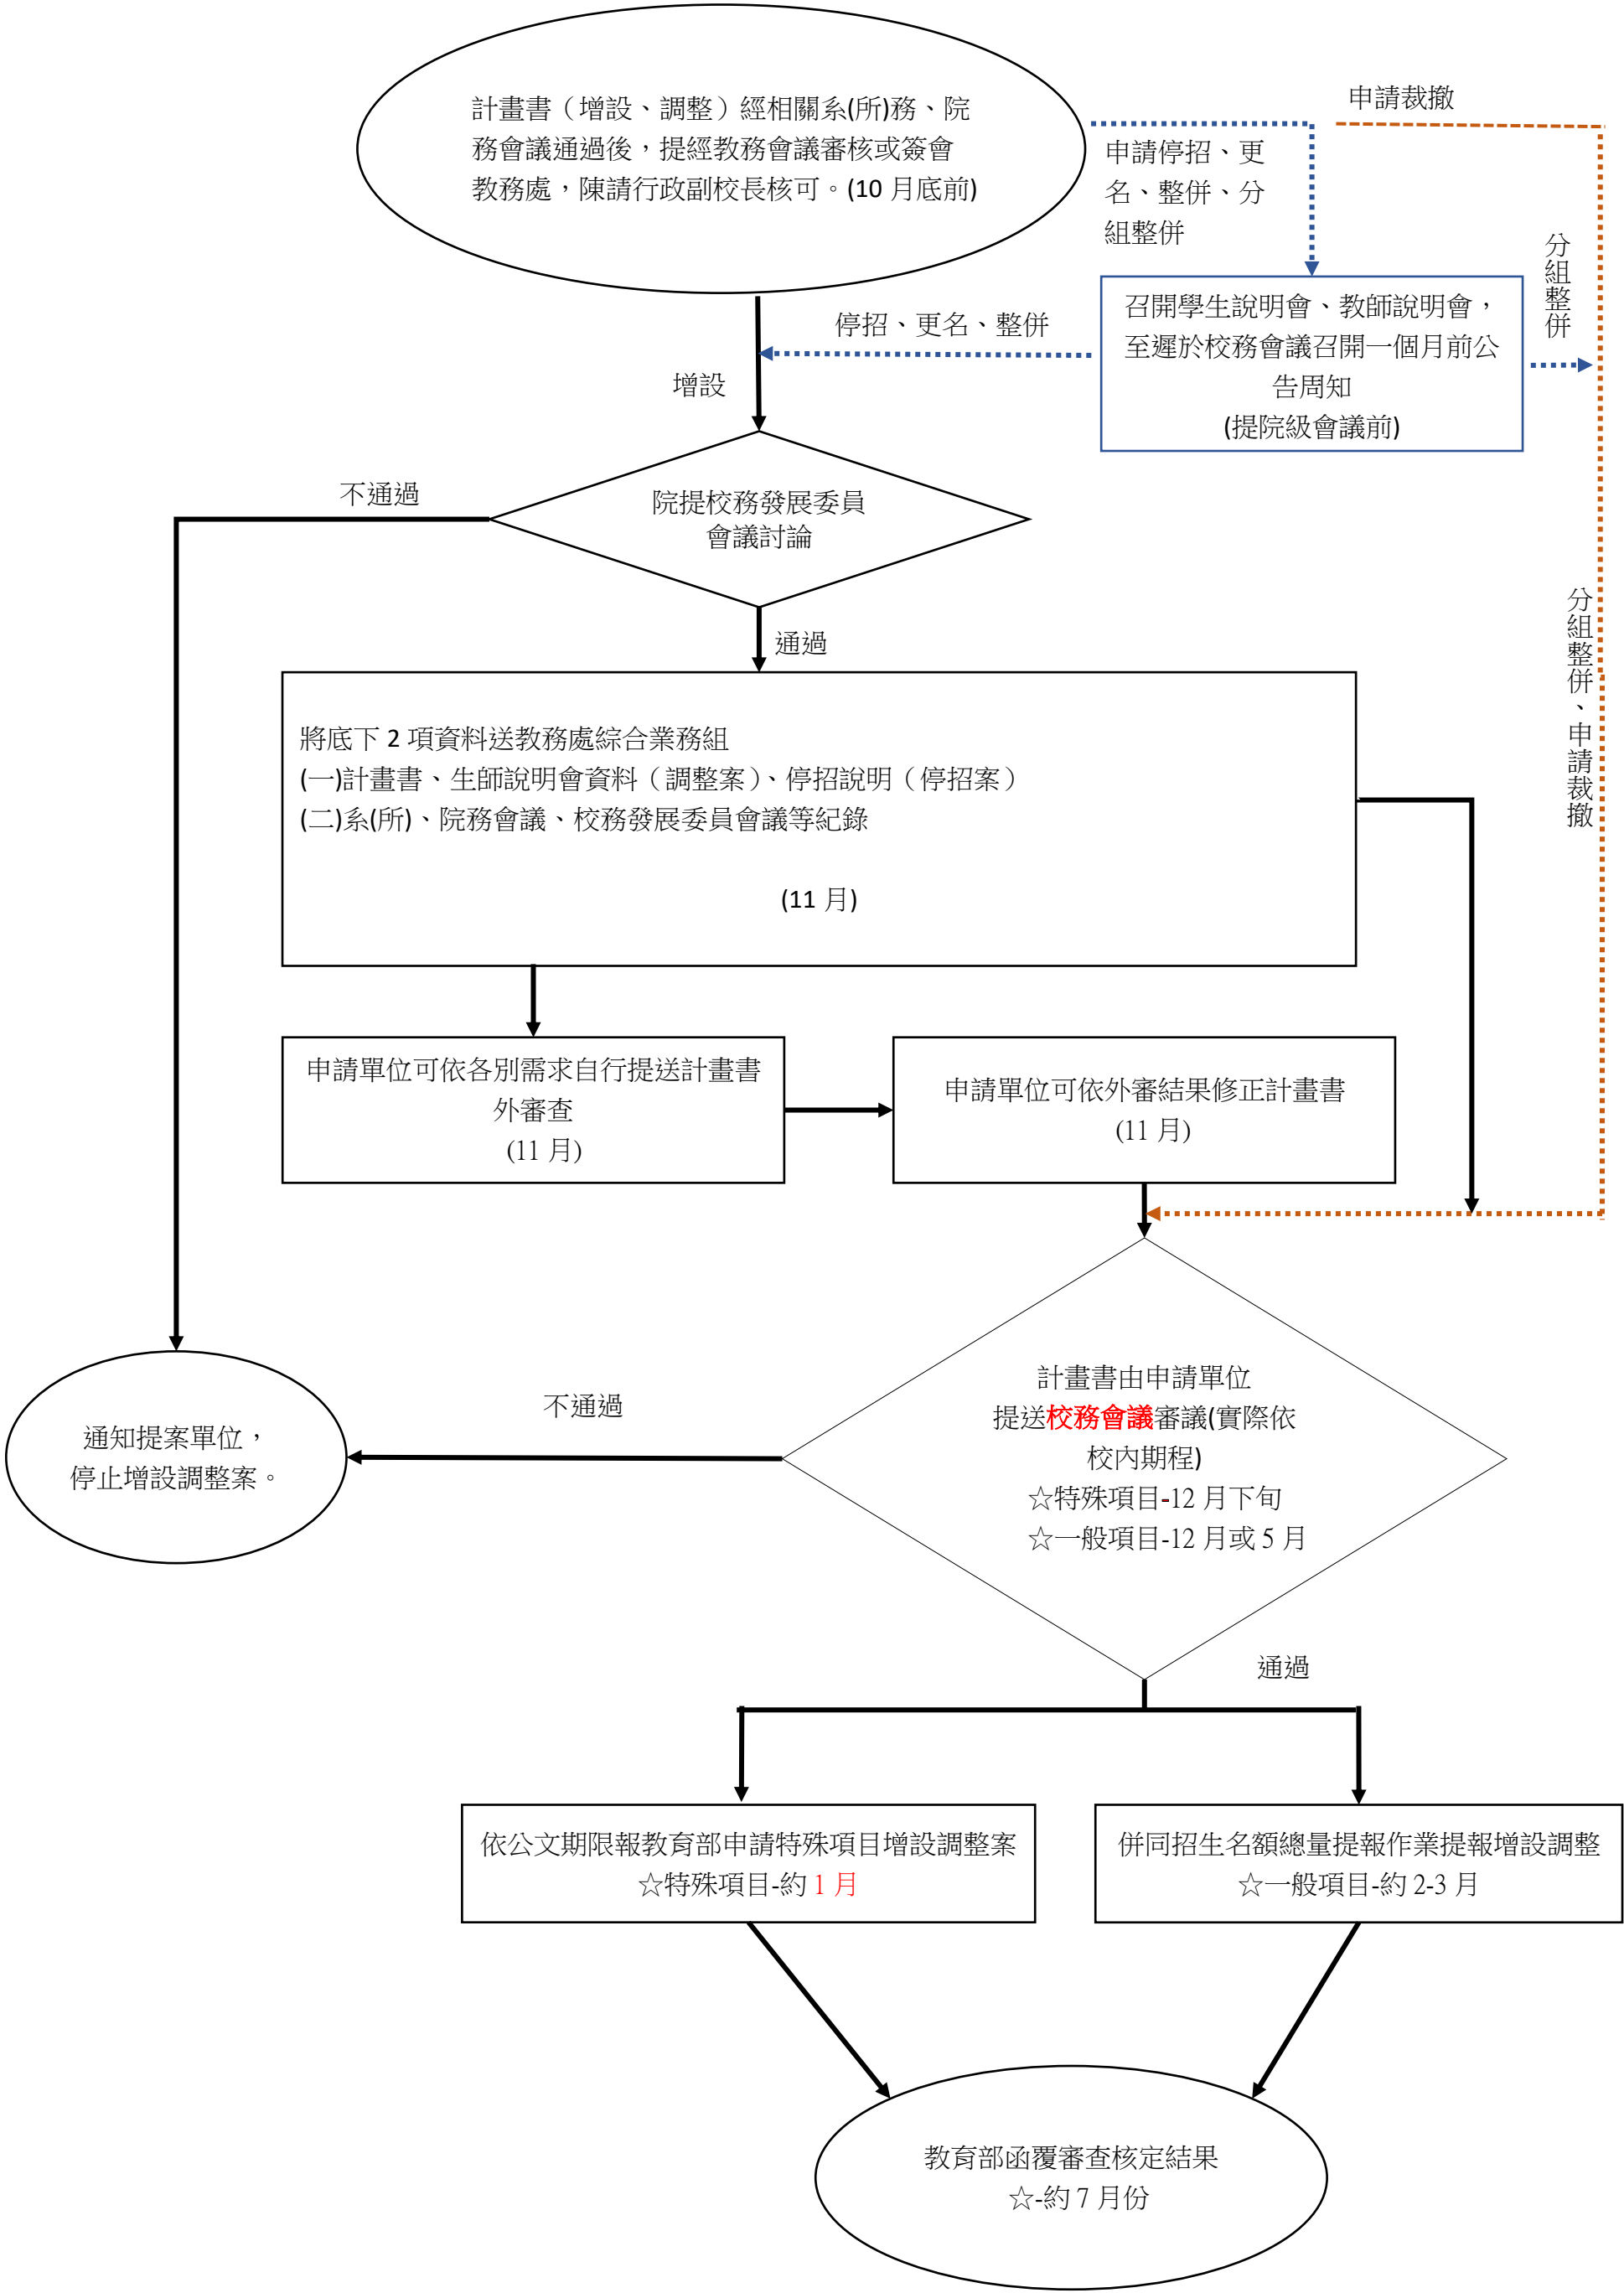 計畫書（增設、調整）經相關系(所)務、院
務會議通過後，提經教務會議審核或簽會
教務處，陳請行政副校長核可。(10 月底前)
申請裁撤
申請停招、更
名、整併、分
組整併
分組整併
召開學生說明會、教師說明會，
至遲於校務會議召開一個月前公
告周知
(提院級會議前)
停招、更名、整併
增設
不通過
院提校務發展委員
會議討論
通過
分組整併、申請裁撤
將底下 2 項資料送教務處綜合業務組
(一)計畫書、生師說明會資料（調整案）、停招說明（停招案）
(二)系(所)、院務會議、校務發展委員會議等紀錄
(11 月)
申請單位可依各別需求自行提送計畫書
外審查
(11 月)
申請單位可依外審結果修正計畫書
(11 月)
計畫書由申請單位
提送校務會議審議(實際依
校內期程)
☆特殊項目-12 月下旬
☆一般項目-12 月或 5 月
不通過
通知提案單位，
停止增設調整案。
通過
依公文期限報教育部申請特殊項目增設調整案
☆特殊項目-約 1 月
併同招生名額總量提報作業提報增設調整
☆一般項目-約 2-3 月
教育部函覆審查核定結果
☆-約 7 月份